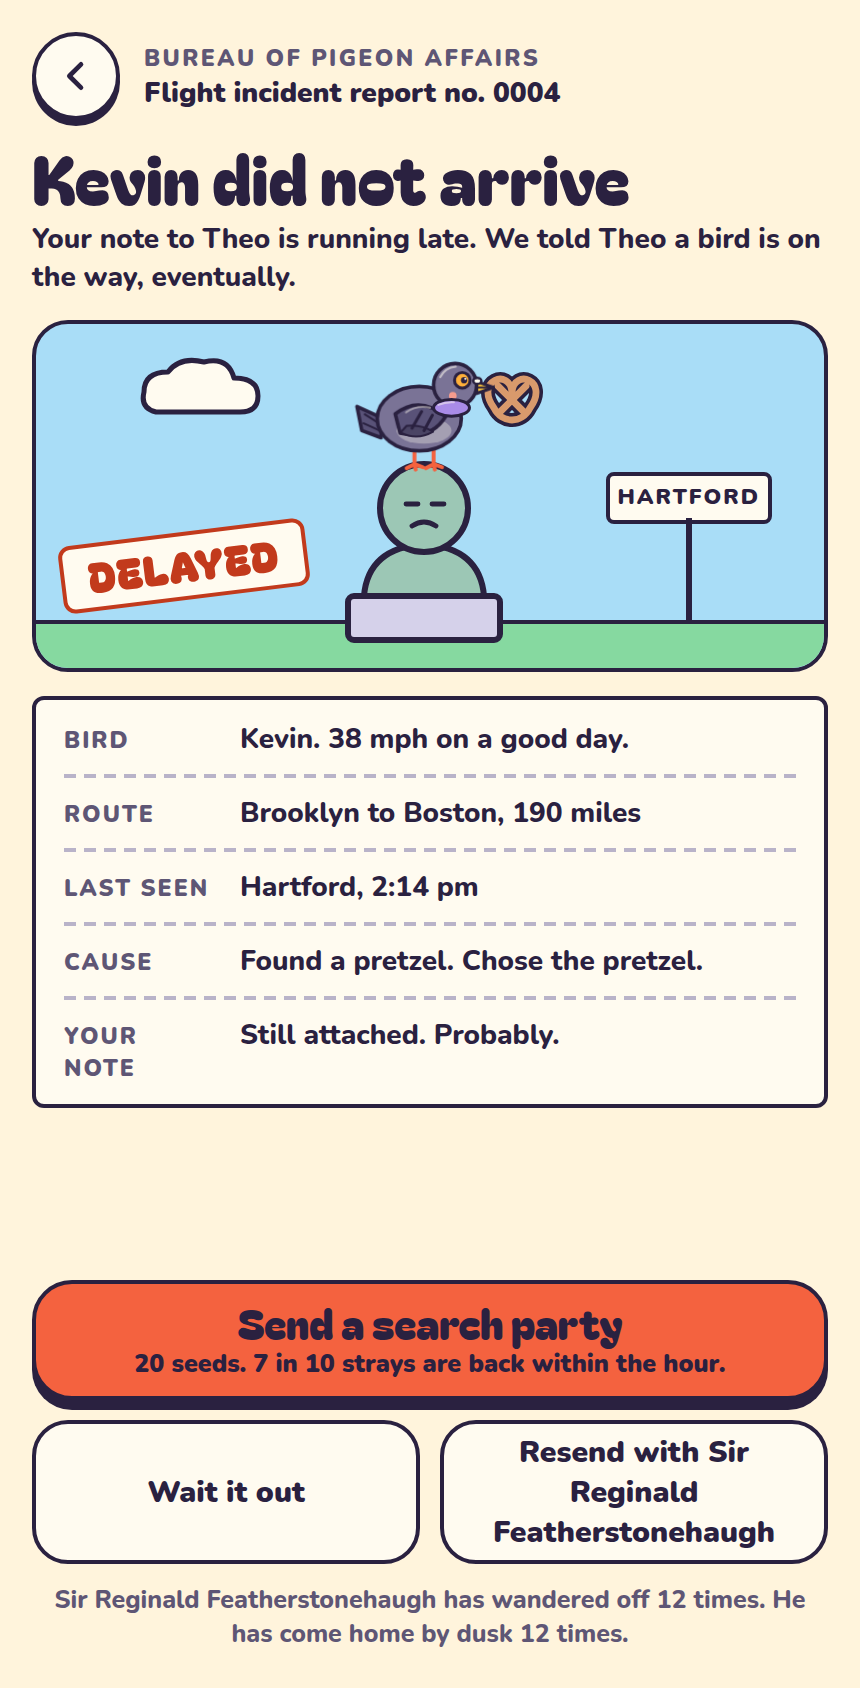 BUREAU OF PIGEON AFFAIRS
Flight incident report no. 0004
Kevin did not arrive
Your note to Theo is running late. We told Theo a bird is on
the way, eventually.
HARTFORD
DELAYED
BIRD Kevin. 38 mph on a good day.
ROUTE Brooklyn to Boston, 190 miles
LAST SEEN Hartford, 2:14 pm
CAUSE Found a pretzel. Chose the pretzel.
YOUR Still attached. Probably.
NOTE
Send a search party
20 seeds. 7 in 10 strays are back within the hour.
Wait it out
Resend with Sir
Reginald
Featherstonehaugh
Sir Reginald Featherstonehaugh has wandered off 12 times. He
has come home by dusk 12 times.